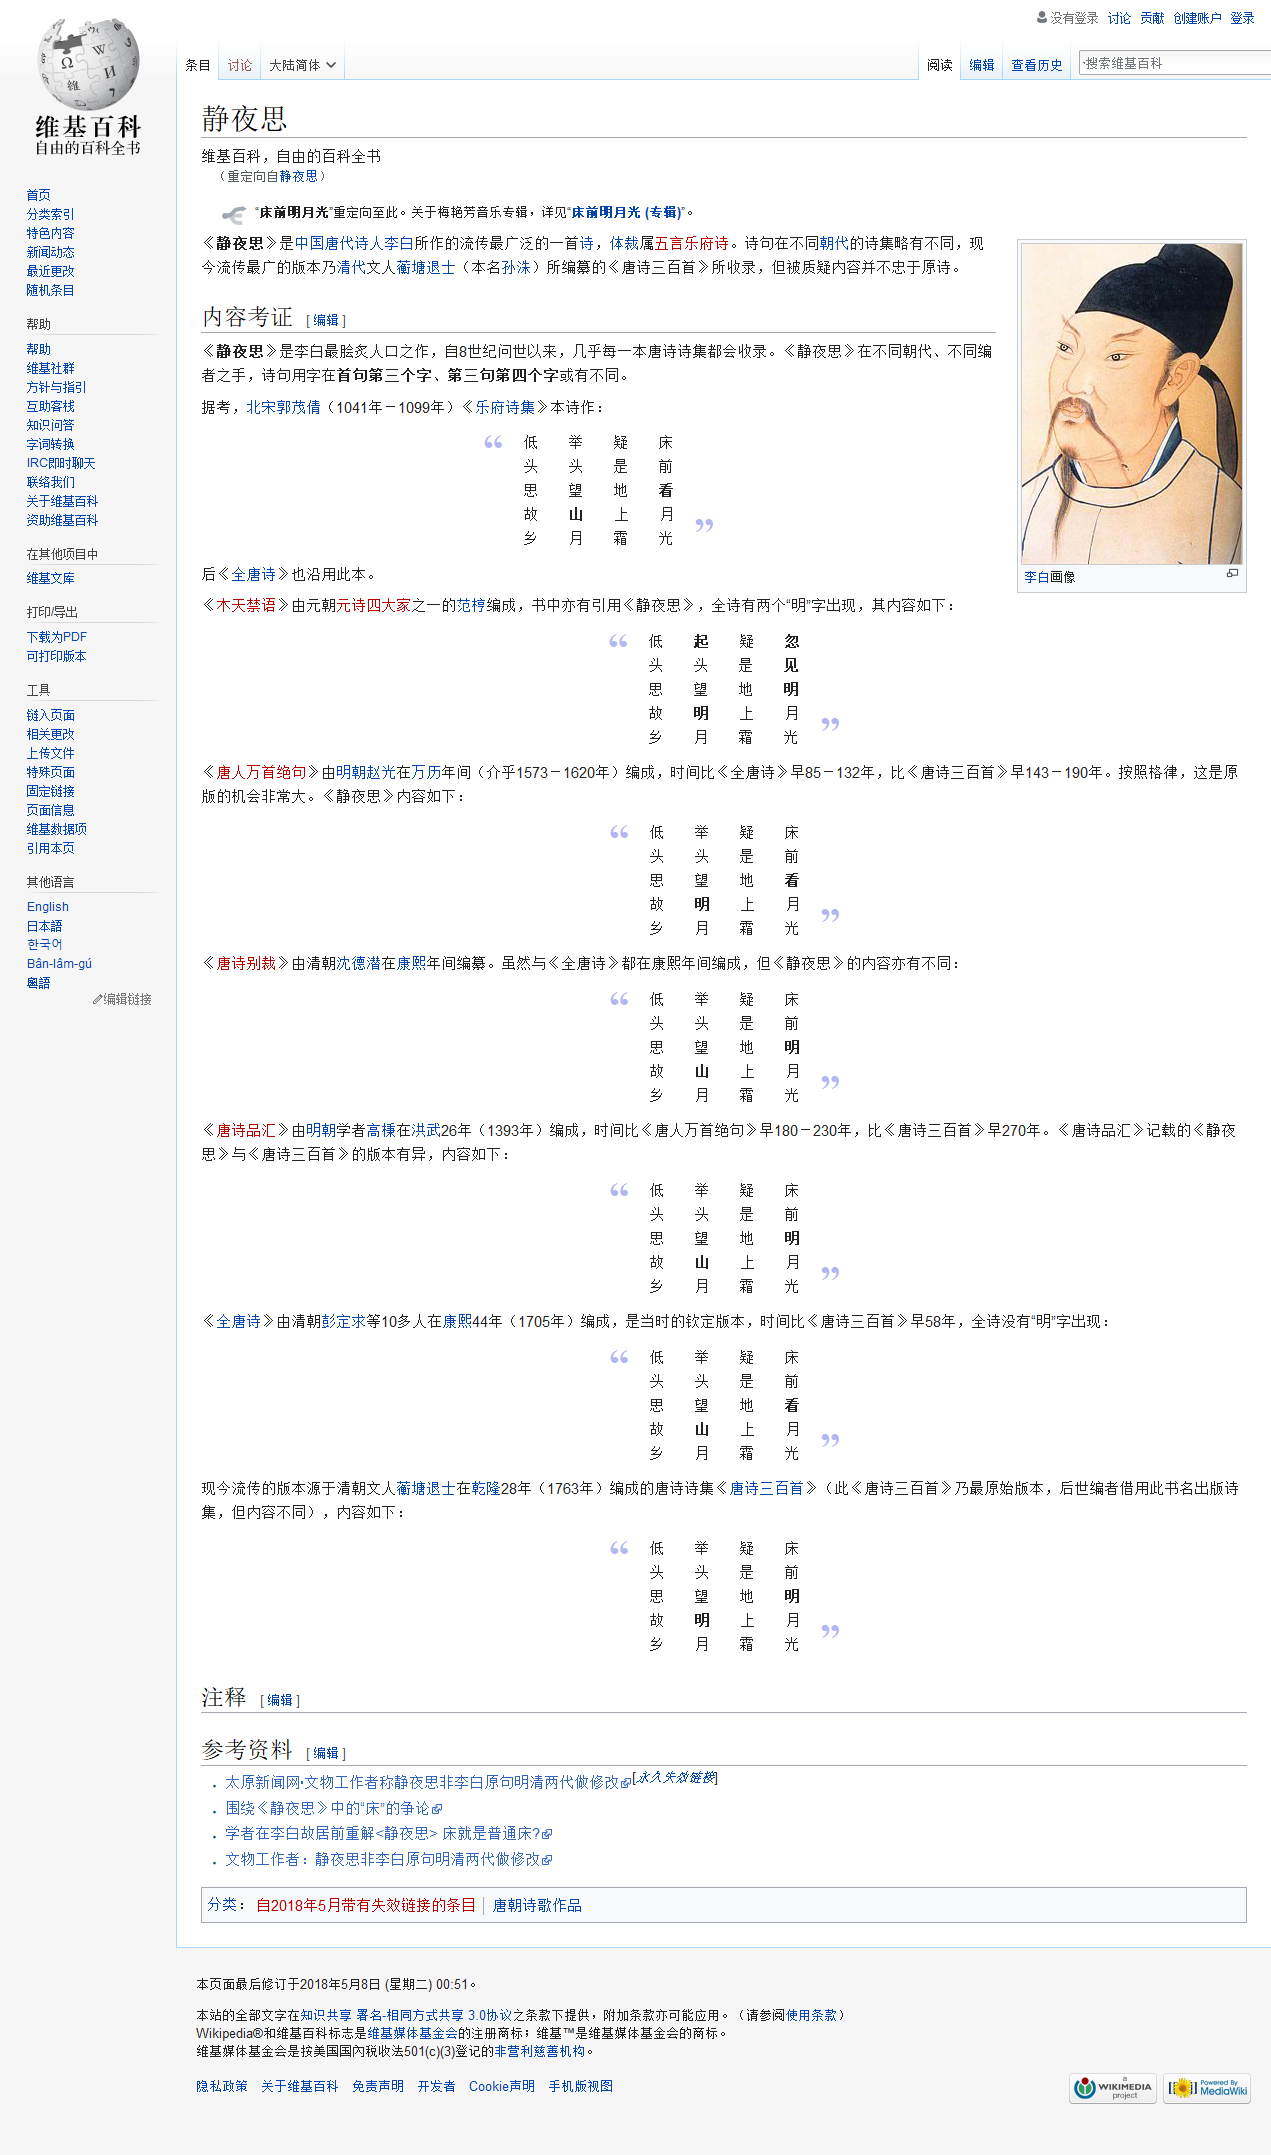 没有登录 讨论 贡献 创建账户 登录
条目 讨论 大陆简体 阅读 编辑 查看历史 搜索维基百科
维基百科
自由的百科全书
首页
分类索引
特色内容
新闻动态
最近更改
随机条目
帮助
帮助
维基社群
方针与指引
互助客栈
知识问答
字词转换
IRC即时聊天
联络我们
关于维基百科
资助维基百科
在其他项目中
维基文库
打印/导出
下载为PDF
可打印版本
工具
链入页面
相关更改
上传文件
特殊页面
固定链接
页面信息
维基数据项
引用本页
其他语言
English
日本語
한국어
Bân-lâm-gú
粵語
编辑链接
静夜思
维基百科，自由的百科全书
（重定向自静夜思）
“床前明月光”重定向至此。关于梅艳芳音乐专辑，详见“床前明月光 (专辑)”。
《静夜思》是中国唐代诗人李白所作的流传最广泛的一首诗，体裁属五言乐府诗。诗句在不同朝代的诗集略有不同，现
今流传最广的版本乃清代文人蘅塘退士（本名孙洙）所编纂的《唐诗三百首》所收录，但被质疑内容并不忠于原诗。
李白画像
内容考证 [ 编辑 ]
《静夜思》是李白最脍炙人口之作，自8世纪问世以来，几乎每一本唐诗诗集都会收录。《静夜思》在不同朝代、不同编
者之手，诗句用字在首句第三个字、第三句第四个字或有不同。
据考，北宋郭茂倩（1041年－1099年）《乐府诗集》本诗作：
“
床前看月光
疑是地上霜
举头望山月
低头思故乡
”
后《全唐诗》也沿用此本。
《木天禁语》由元朝元诗四大家之一的范梈编成，书中亦有引用《静夜思》，全诗有两个“明”字出现，其内容如下：
“
忽见明月光
疑是地上霜
起头望明月
低头思故乡
”
《唐人万首绝句》由明朝赵光在万历年间（介乎1573－1620年）编成，时间比《全唐诗》早85－132年，比《唐诗三百首》早143－190年。按照格律，这是原
版的机会非常大。《静夜思》内容如下：
“
床前看月光
疑是地上霜
举头望明月
低头思故乡
”
《唐诗别裁》由清朝沈德潜在康熙年间编纂。虽然与《全唐诗》都在康熙年间编成，但《静夜思》的内容亦有不同：
“
床前明月光
疑是地上霜
举头望山月
低头思故乡
”
《唐诗品汇》由明朝学者高棅在洪武26年（1393年）编成，时间比《唐人万首绝句》早180－230年，比《唐诗三百首》早270年。《唐诗品汇》记载的《静夜
思》与《唐诗三百首》的版本有异，内容如下：
“
床前明月光
疑是地上霜
举头望山月
低头思故乡
”
《全唐诗》由清朝彭定求等10多人在康熙44年（1705年）编成，是当时的钦定版本，时间比《唐诗三百首》早58年，全诗没有“明”字出现：
“
床前看月光
疑是地上霜
举头望山月
低头思故乡
”
现今流传的版本源于清朝文人蘅塘退士在乾隆28年（1763年）编成的唐诗诗集《唐诗三百首》（此《唐诗三百首》乃最原始版本，后世编者借用此书名出版诗
集，但内容不同），内容如下：
“
床前明月光
疑是地上霜
举头望明月
低头思故乡
”
注释 [ 编辑 ]
参考资料 [ 编辑 ]
太原新闻网·文物工作者称静夜思非李白原句明清两代做修改[永久失效链接]
围绕《静夜思》中的“床”的争论
学者在李白故居前重解<静夜思> 床就是普通床?
文物工作者：静夜思非李白原句明清两代做修改
分类： 自2018年5月带有失效链接的条目 | 唐朝诗歌作品
本页面最后修订于2018年5月8日 (星期二) 00:51。
本站的全部文字在知识共享 署名-相同方式共享 3.0协议之条款下提供，附加条款亦可能应用。（请参阅使用条款）
Wikipedia®和维基百科标志是维基媒体基金会的注册商标；维基™是维基媒体基金会的商标。
维基媒体基金会是按美国国內稅收法501(c)(3)登记的非营利慈善机构。
隐私政策 关于维基百科 免责声明 开发者 Cookie声明 手机版视图
a WIKIMEDIA project
Powered By MediaWiki